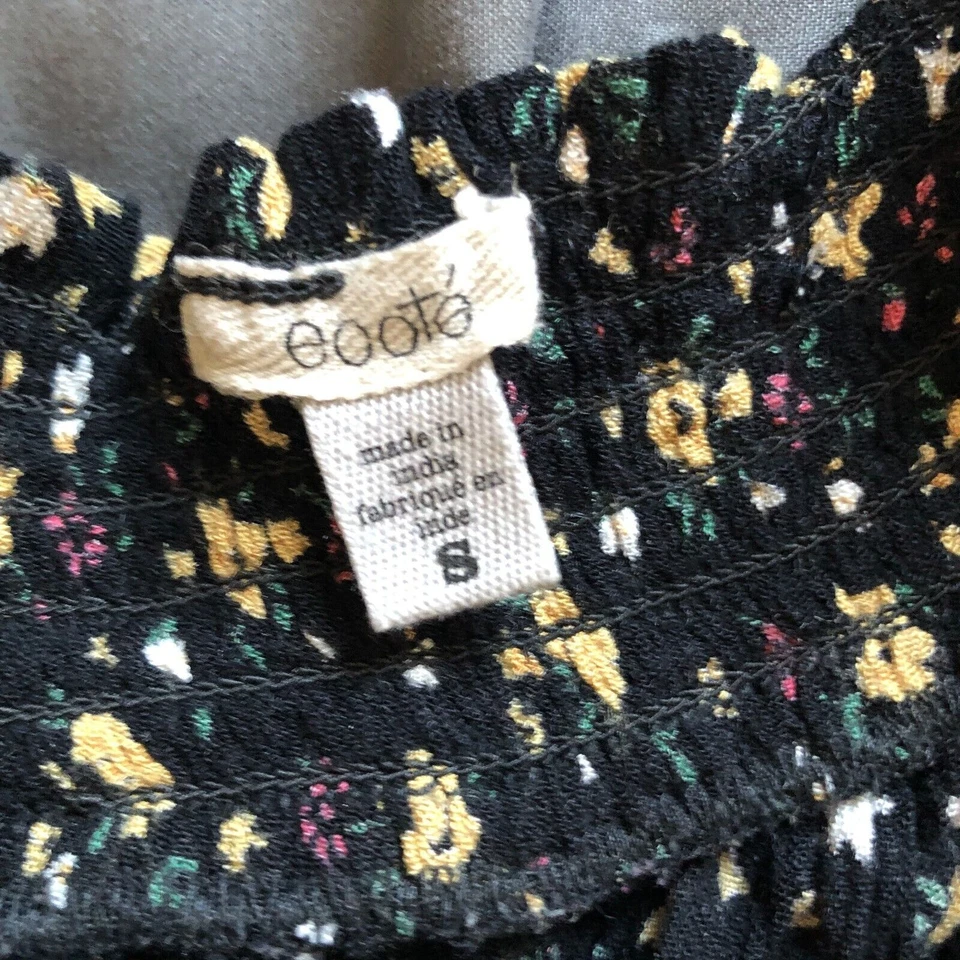 ecoté
made in
india
fabriqué en
inde
S